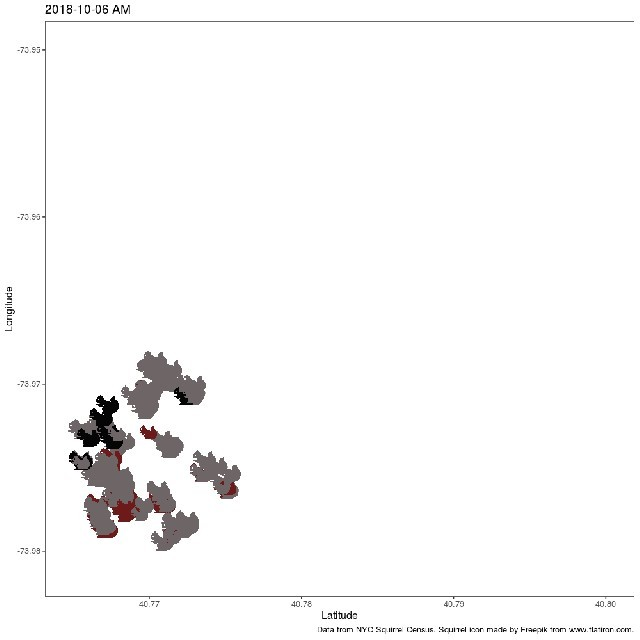 2018-10-06 AM
-73.95
-73.96
-73.97
-73.98
Longitude
40.77
40.78
40.79
40.80
Latitude
Data from NYC Squirrel Census. Squirrel icon made by Freepik from www.flatiron.com.